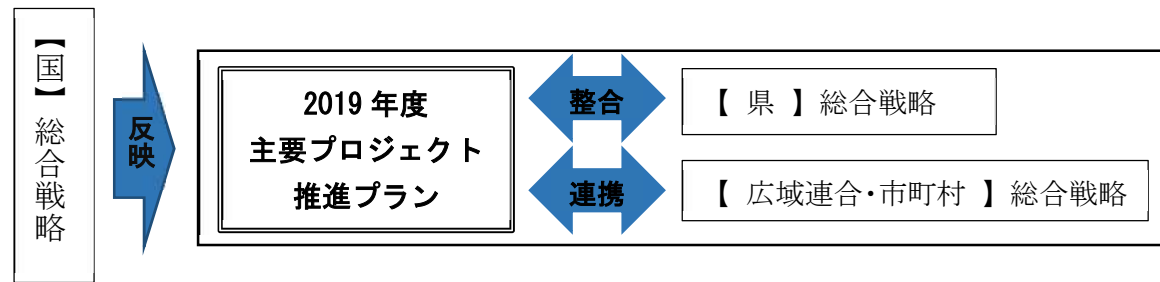 【国】総合戦略
反映
2019 年度
主要プロジェクト
推進プラン
整合
【 県 】総合戦略
連携
【 広域連合・市町村 】総合戦略